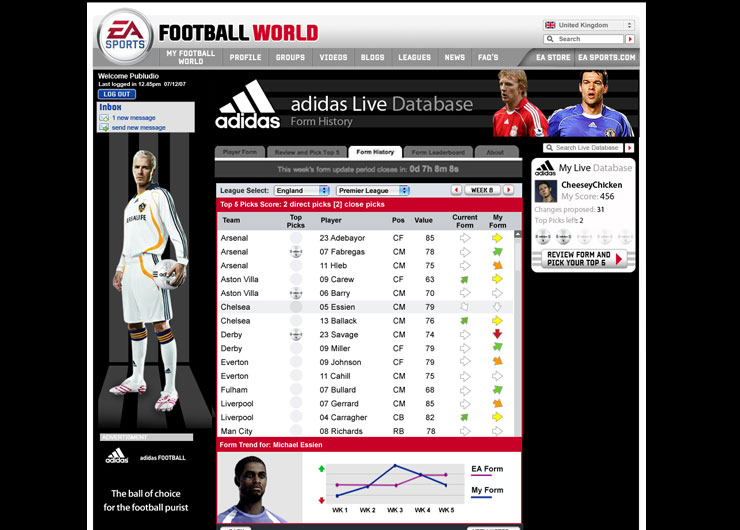 EA SPORTS
FOOTBALL WORLD
United Kingdom
Search
MY FOOTBALL WORLD
PROFILE
GROUPS
VIDEOS
BLOGS
LEAGUES
NEWS
FAQ'S
EA STORE
EA SPORTS.COM
Welcome Publudio
Last logged in 12.45pm 07/12/07
LOG OUT
Inbox
1 new message
send new message
adidas
adidas Live Database
Form History
Player Form
Review and Pick Top 5
Form History
Form Leaderboard
About
Search Live Database
This week's form update period closes in: 0d 7h 8m 8s
League Select: England Premier League WEEK 8
Top 5 Picks Score: 2 direct picks [2] close picks
Team Top Picks Player Pos Value Current Form My Form
Arsenal 23 Adebayor CF 85
Arsenal 07 Fabregas CM 78
Arsenal 11 Hleb CM 75
Aston Villa 09 Carew CF 63
Aston Villa 06 Barry CM 70
Chelsea 05 Essien CM 79
Chelsea 13 Ballack CM 76
Derby 23 Savage CM 74
Derby 09 Miller CF 79
Everton 09 Johnson CF 79
Everton 11 Cahill CM 75
Fulham 07 Bullard CM 68
Liverpool 07 Gerrard CM 85
Liverpool 04 Carragher CB 82
Man City 08 Richards RB 78
Form Trend for: Michael Essien
EA Form
My Form
WK 1 WK 2 WK 3 WK 4 WK 5
adidas
My Live Database
CheeseyChicken
My Score: 456
Changes proposed: 31
Top Picks left: 2
REVIEW FORM AND
PICK YOUR TOP 5
ADVERTISMENT
adidas
adidas FOOTBALL
The ball of choice
for the football purist